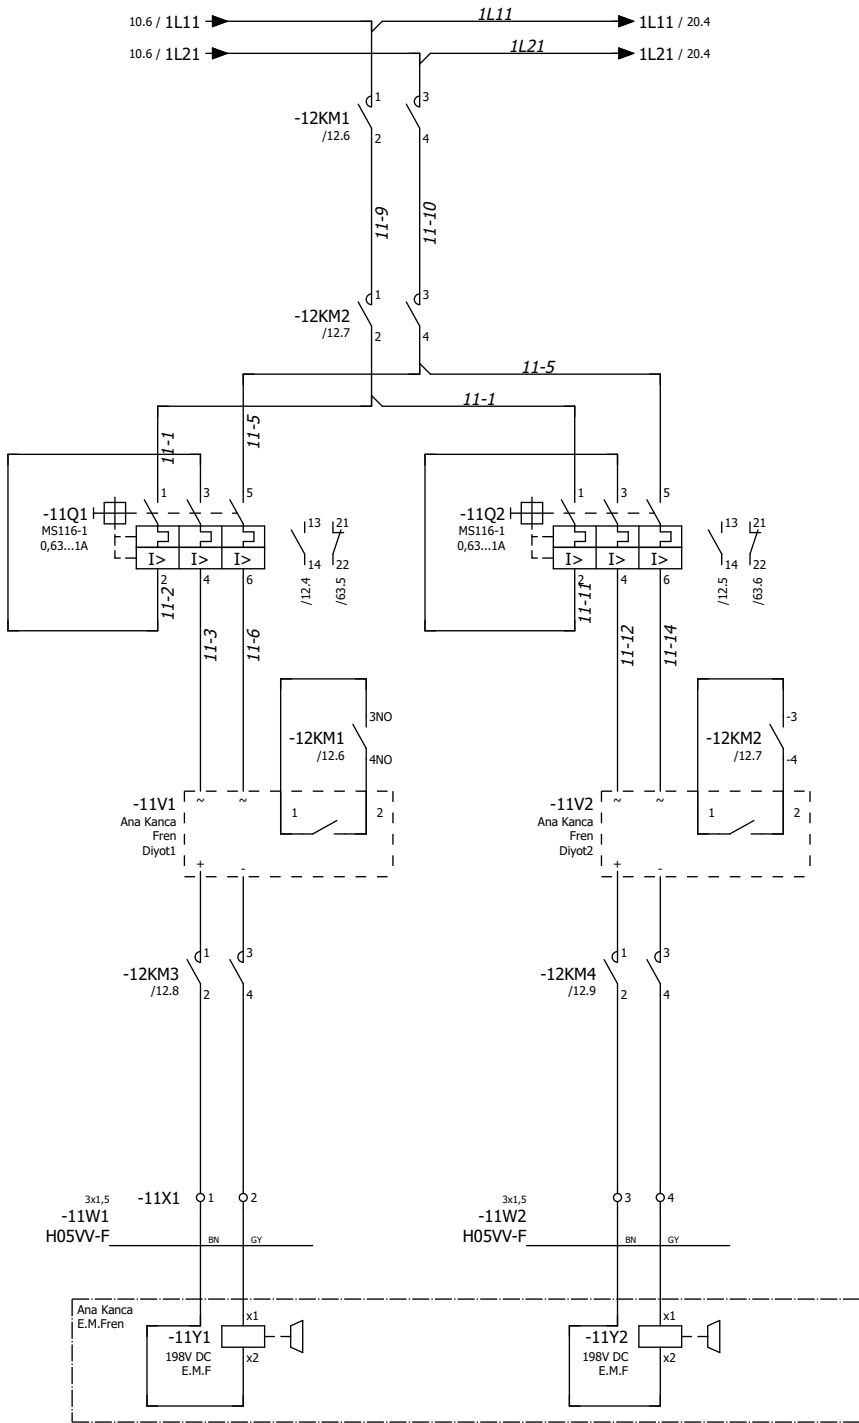 10.6 / 1L11
1L11
1L11 / 20.4
10.6 / 1L21
1L21
1L21 / 20.4
-12KM1
/12.6
1
2
3
4
11-9
11-10
-12KM2
/12.7
1
2
3
4
11-5
11-1
11-1
11-5
-11Q1
MS116-1
0,63...1A
1
3
5
I>
I>
I>
2
4
6
13
14
/12.4
21
22
/63.5
11-2
11-3
11-6
-11Q2
MS116-1
0,63...1A
1
3
5
I>
I>
I>
2
4
6
13
14
/12.5
21
22
/63.6
11-11
11-12
11-14
-12KM1
/12.6
3NO
4NO
-12KM2
/12.7
-3
-4
-11V1
Ana Kanca
Fren
Diyot1
~
~
1
2
+
-
-11V2
Ana Kanca
Fren
Diyot2
~
~
1
2
+
-
-12KM3
/12.8
1
2
3
4
-12KM4
/12.9
1
2
3
4
3x1,5
-11W1
H05VV-F
-11X1
1
2
BN
GY
3x1,5
-11W2
H05VV-F
3
4
BN
GY
Ana Kanca
E.M.Fren
-11Y1
198V DC
E.M.F
x1
x2
-11Y2
198V DC
E.M.F
x1
x2